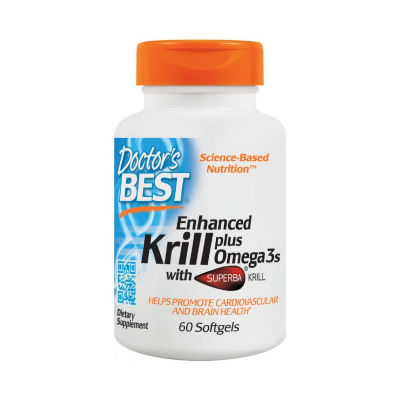 Doctor's
BEST®
Science-Based
Nutrition™
Enhanced
Krill plus
Omega3s
with SUPERBA® KRILL
HELPS PROMOTE CARDIOVASCULAR
AND BRAIN HEALTH*
Dietary
Supplement
60 Softgels